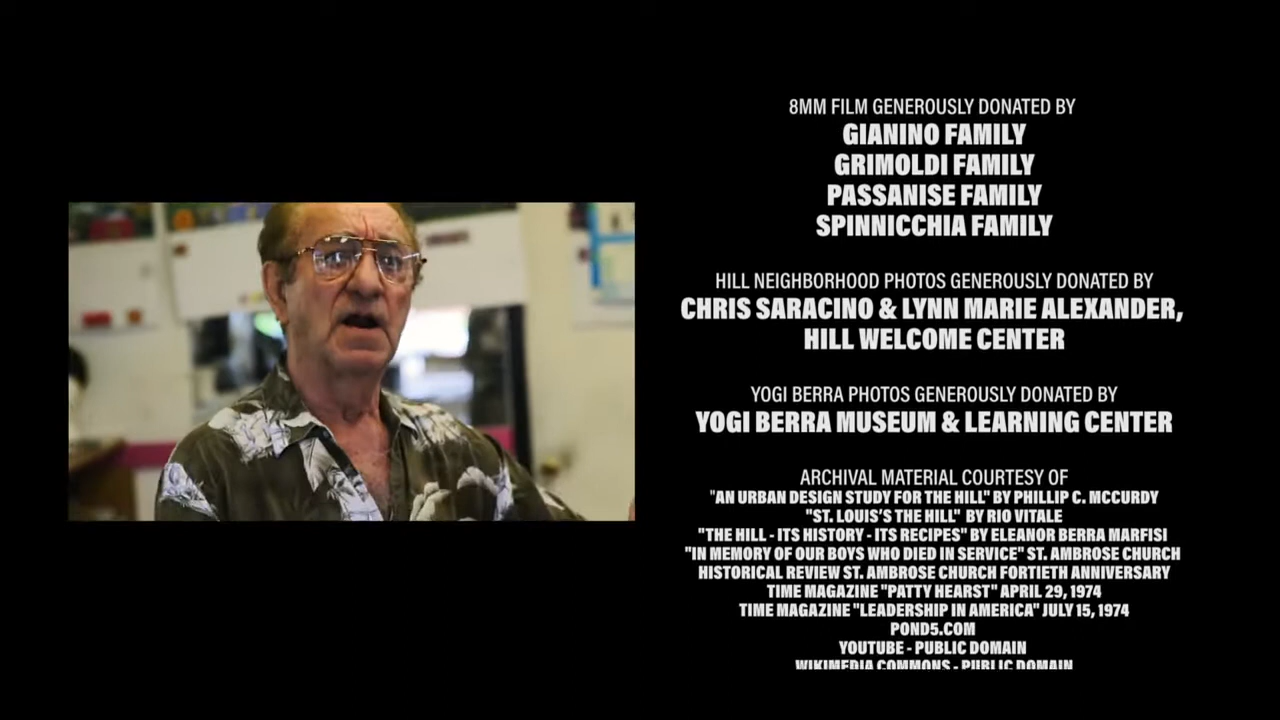 8MM FILM GENEROUSLY DONATED BY
GIANINO FAMILY
GRIMOLDI FAMILY
PASSANISE FAMILY
SPINNICCHIA FAMILY
HILL NEIGHBORHOOD PHOTOS GENEROUSLY DONATED BY
CHRIS SARACINO & LYNN MARIE ALEXANDER,
HILL WELCOME CENTER
YOGI BERRA PHOTOS GENEROUSLY DONATED BY
YOGI BERRA MUSEUM & LEARNING CENTER
ARCHIVAL MATERIAL COURTESY OF
"AN URBAN DESIGN STUDY FOR THE HILL" BY PHILLIP C. MCCURDY
"ST. LOUIS'S THE HILL" BY RIO VITALE
"THE HILL - ITS HISTORY - ITS RECIPES" BY ELEANOR BERRA MARFISI
"IN MEMORY OF OUR BOYS WHO DIED IN SERVICE" ST. AMBROSE CHURCH
HISTORICAL REVIEW ST. AMBROSE CHURCH FORTIETH ANNIVERSARY
TIME MAGAZINE "PATTY HEARST" APRIL 29, 1974
TIME MAGAZINE "LEADERSHIP IN AMERICA" JULY 15, 1974
POND5.COM
YOUTUBE - PUBLIC DOMAIN
WIKIMEDIA COMMONS - PUBLIC DOMAIN